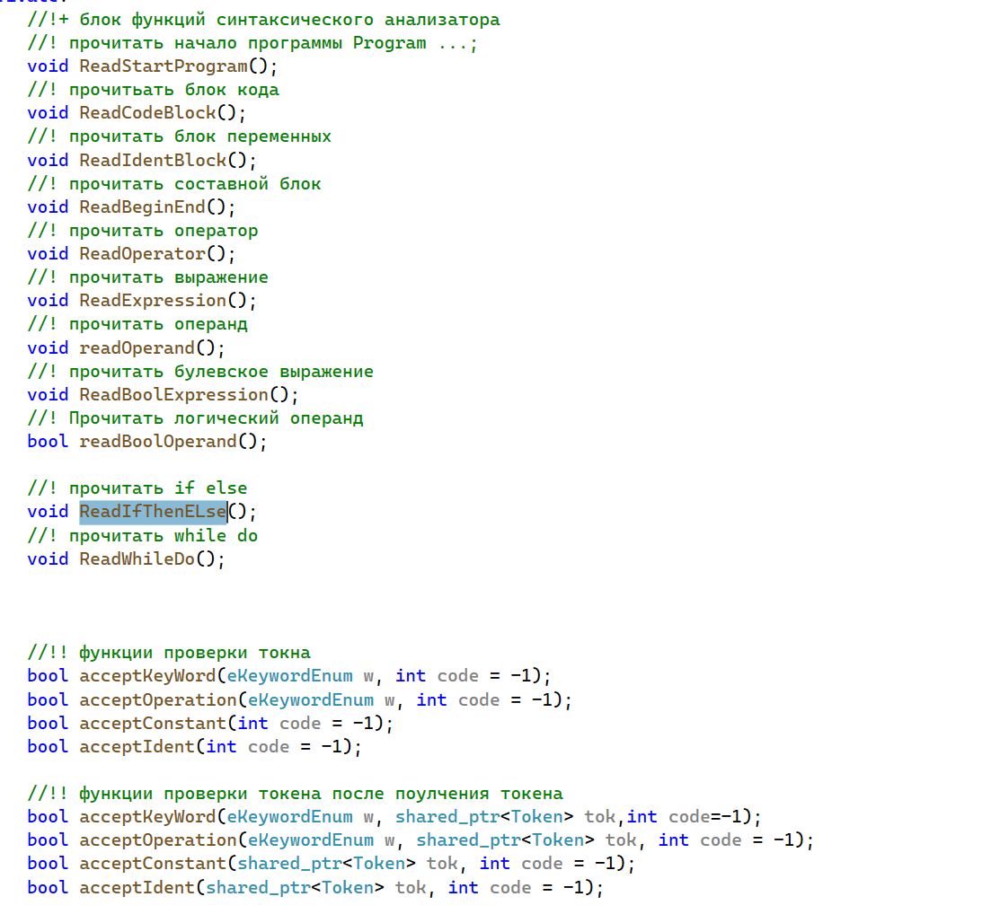 //!+ блок функций синтаксического анализатора
//! прочитать начало программы Program ...;
void ReadStartProgram();
//! прочитьать блок кода
void ReadCodeBlock();
//! прочитать блок переменных
void ReadIdentBlock();
//! прочитать составной блок
void ReadBeginEnd();
//! прочитать оператор
void ReadOperator();
//! прочитать выражение
void ReadExpression();
//! прочитать операнд
void readOperand();
//! прочитать булевское выражение
void ReadBoolExpression();
//! Прочитать логический операнд
bool readBoolOperand();
//! прочитать if else
void ReadIfThenELse();
//! прочитать while do
void ReadWhileDo();
//!! функции проверки токна
bool acceptKeyWord(eKeywordEnum w, int code = -1);
bool acceptOperation(eKeywordEnum w, int code = -1);
bool acceptConstant(int code = -1);
bool acceptIdent(int code = -1);
//!! функции проверки токена после поулчения токена
bool acceptKeyWord(eKeywordEnum w, shared_ptr<Token> tok,int code=-1);
bool acceptOperation(eKeywordEnum w, shared_ptr<Token> tok, int code = -1);
bool acceptConstant(shared_ptr<Token> tok, int code = -1);
bool acceptIdent(shared_ptr<Token> tok, int code = -1);